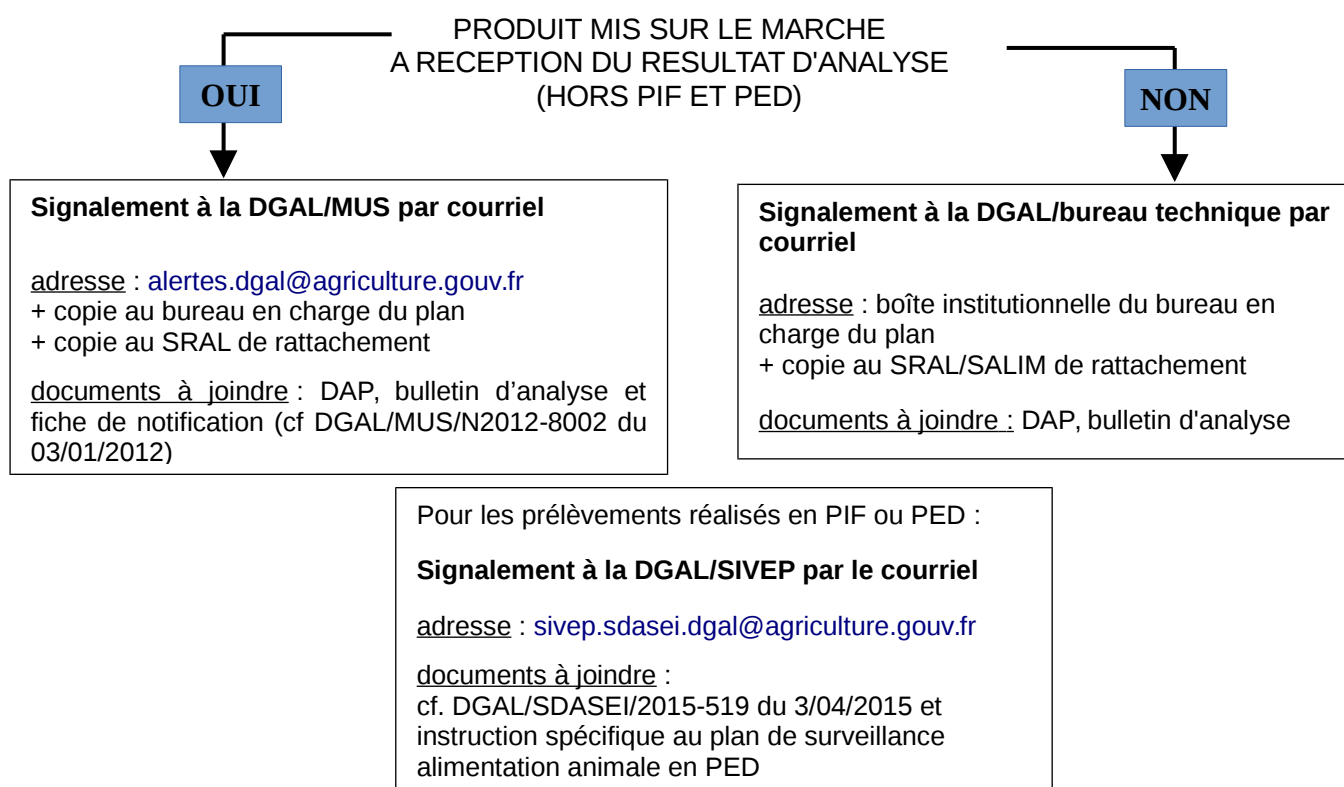 PRODUIT MIS SUR LE MARCHE
A RECEPTION DU RESULTAT D'ANALYSE
(HORS PIF ET PED)
OUI
NON
Signalement à la DGAL/MUS par courriel
adresse : alertes.dgal@agriculture.gouv.fr
+ copie au bureau en charge du plan
+ copie au SRAL de rattachement
documents à joindre : DAP, bulletin d’analyse et
fiche de notification (cf DGAL/MUS/N2012-8002 du
03/01/2012)
Signalement à la DGAL/bureau technique par
courriel
adresse : boîte institutionnelle du bureau en
charge du plan
+ copie au SRAL/SALIM de rattachement
documents à joindre : DAP, bulletin d'analyse
Pour les prélèvements réalisés en PIF ou PED :
Signalement à la DGAL/SIVEP par le courriel
adresse : sivep.sdasei.dgal@agriculture.gouv.fr
documents à joindre :
cf. DGAL/SDASEI/2015-519 du 3/04/2015 et
instruction spécifique au plan de surveillance
alimentation animale en PED